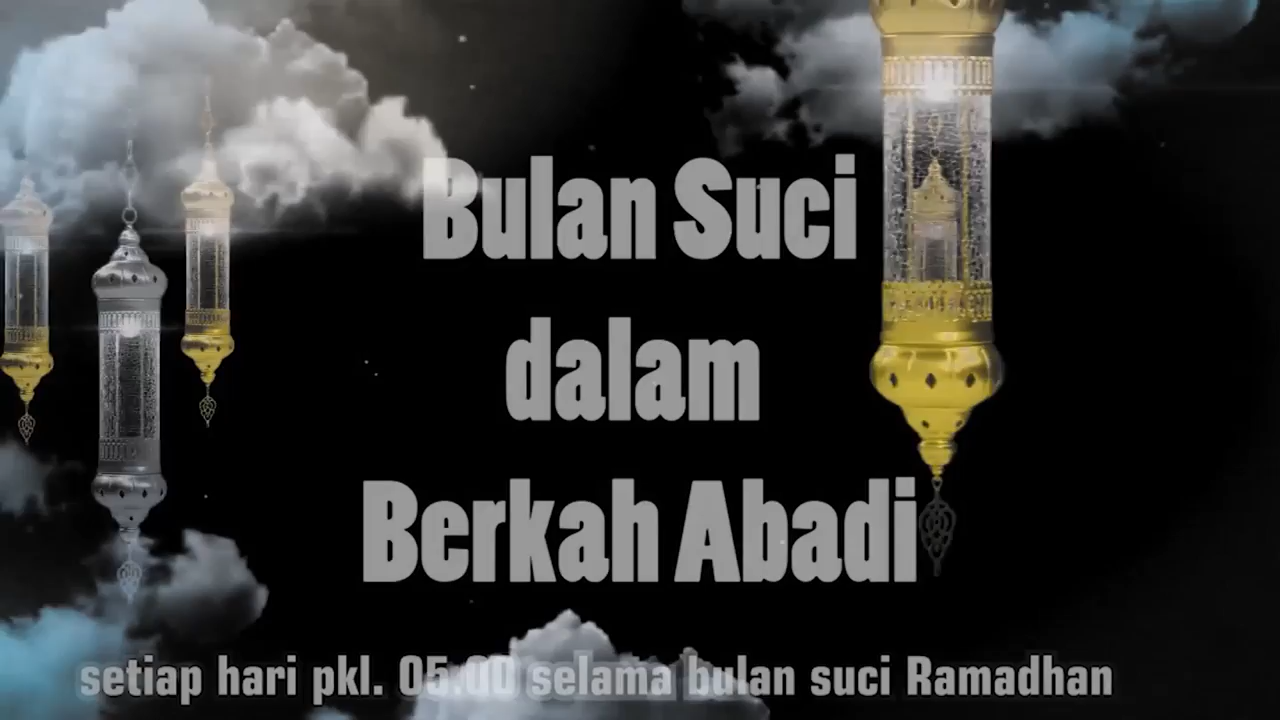 Bulan Suci
dalam
Berkah Abadi
setiap hari pkl. 05.00 selama bulan suci Ramadhan